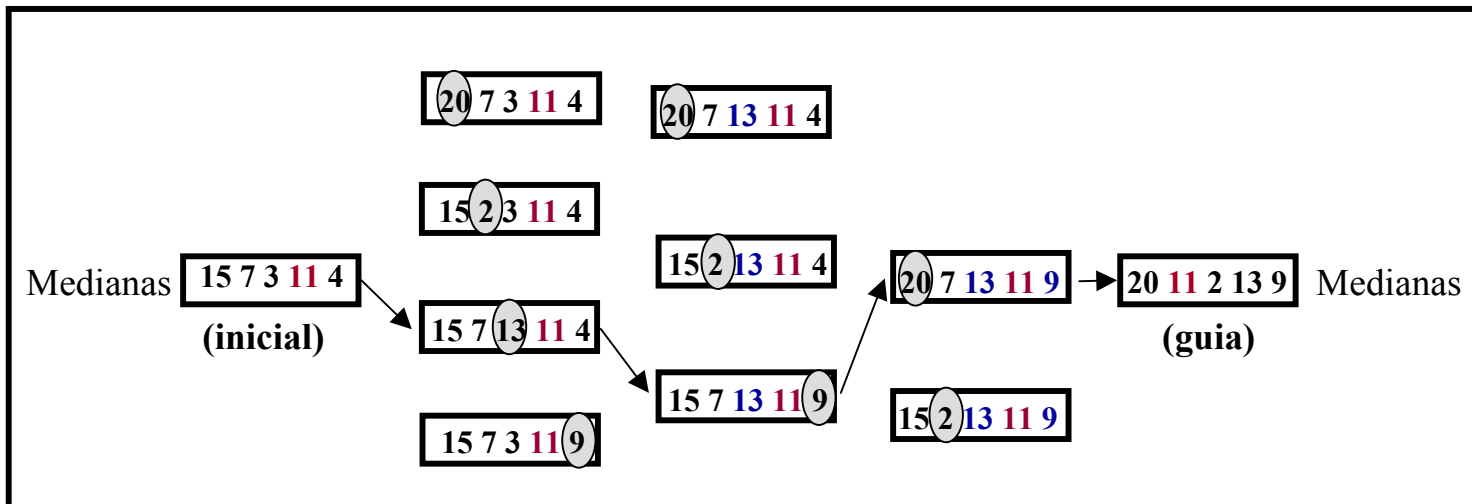 20 7 3 11 4
15 2 3 11 4
15 7 13 11 4
15 7 3 11 9
20 7 13 11 4
15 2 13 11 4
15 7 13 11 9
20 7 13 11 9
15 2 13 11 9
Medianas
15 7 3 11 4
(inicial)
20 11 2 13 9
(guia)
Medianas